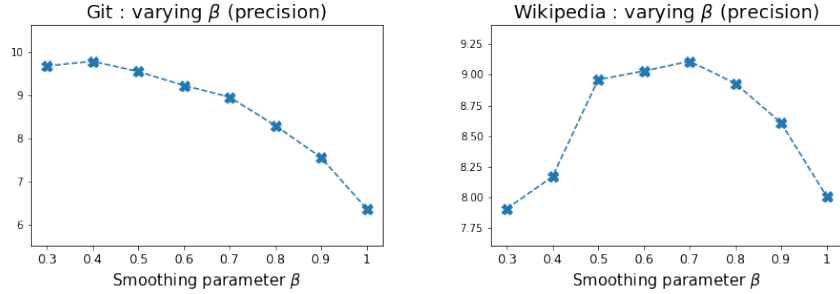 Git : varying β (precision)
10
9
8
7
6
0.3 0.4 0.5 0.6 0.7 0.8 0.9 1
Smoothing parameter β
Wikipedia : varying β (precision)
9.25
9.00
8.75
8.50
8.25
8.00
7.75
0.3 0.4 0.5 0.6 0.7 0.8 0.9 1
Smoothing parameter β